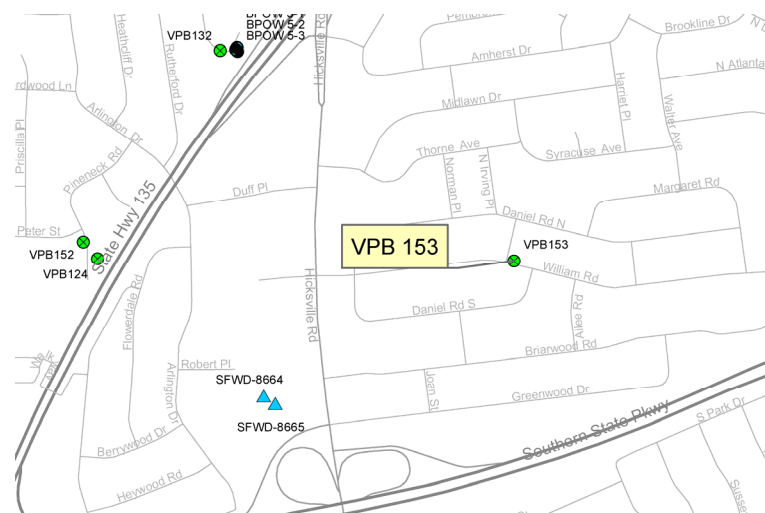 Pembro
Brookline Dr
BPOW 5-2
BPOW 5-3
VPB132
Heathcliff Dr
Rutherford Dr
Hicksville Rd
Amherst Dr
N Atlanta
rdwood Ln
Harriet Pl
Midlawn Dr
Walter Ave
Arlington Dr
Priscilla Pl
Thorne Ave
Syracuse Ave
Pineneck Rd
Norman Pl
N Irving Pl
Margaret Rd
Duff Pl
State Hwy 135
Daniel Rd N
Peter St
VPB152
VPB 153
VPB153
VPB124
William Rd
Hicksville Rd
Flowerdale Rd
Daniel Rd S
Allee Rd
Briarwood Rd
Walk
Robert Pl
Arlington Dr
SFWD-8664
Joan St
Greenwood Dr
SFWD-8665
Southern State Pkwy
S Park Dr
Berrywood Dr
Heywood Rd